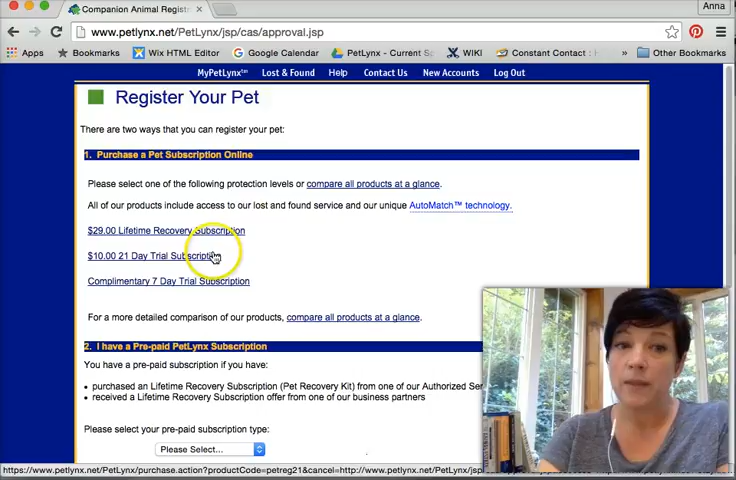 Companion Animal Registr
Anna
www.petlynx.net/PetLynx/jsp/cas/approval.jsp
Apps Bookmarks Wix HTML Editor Google Calendar PetLynx - Current S WIKI Constant Contact : H » Other Bookmarks
MyPetLynx™ Lost & Found Help Contact Us New Accounts Log Out
Register Your Pet
There are two ways that you can register your pet:
1. Purchase a Pet Subscription Online
Please select one of the following protection levels or compare all products at a glance.
All of our products include access to our lost and found service and our unique AutoMatch™ technology.
$29.00 Lifetime Recovery Subscription
$10.00 21 Day Trial Subscription
Complimentary 7 Day Trial Subscription
For a more detailed comparison of our products, compare all products at a glance.
2. I have a Pre-paid PetLynx Subscription
You have a pre-paid subscription if you have:
• purchased an Lifetime Recovery Subscription (Pet Recovery Kit) from one of our Authorized Ser
• received a Lifetime Recovery Subscription offer from one of our business partners
Please select your pre-paid subscription type:
Please Select...
https://www.petlynx.net/PetLynx/purchase.action?productCode=petreg21&cancel=http://www.petlynx.net/PetLynx/jsp